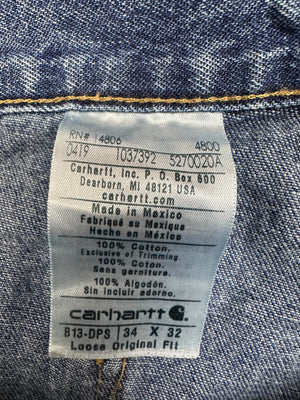 RN# 14806 4800
0419 1037392 5270020A
Carhartt, Inc. P.O. Box 600
Dearborn, MI 48121 USA
carhartt.com
Made in Mexico
Fabriqué au Mexique
Hecho en México
100% Cotton.
Exclusive of Trimming.
100% Coton.
Sans garniture.
100% Algodón.
Sin incluir adorno.
carhartt
B13-DPS 34 X 32
Loose Original Fit